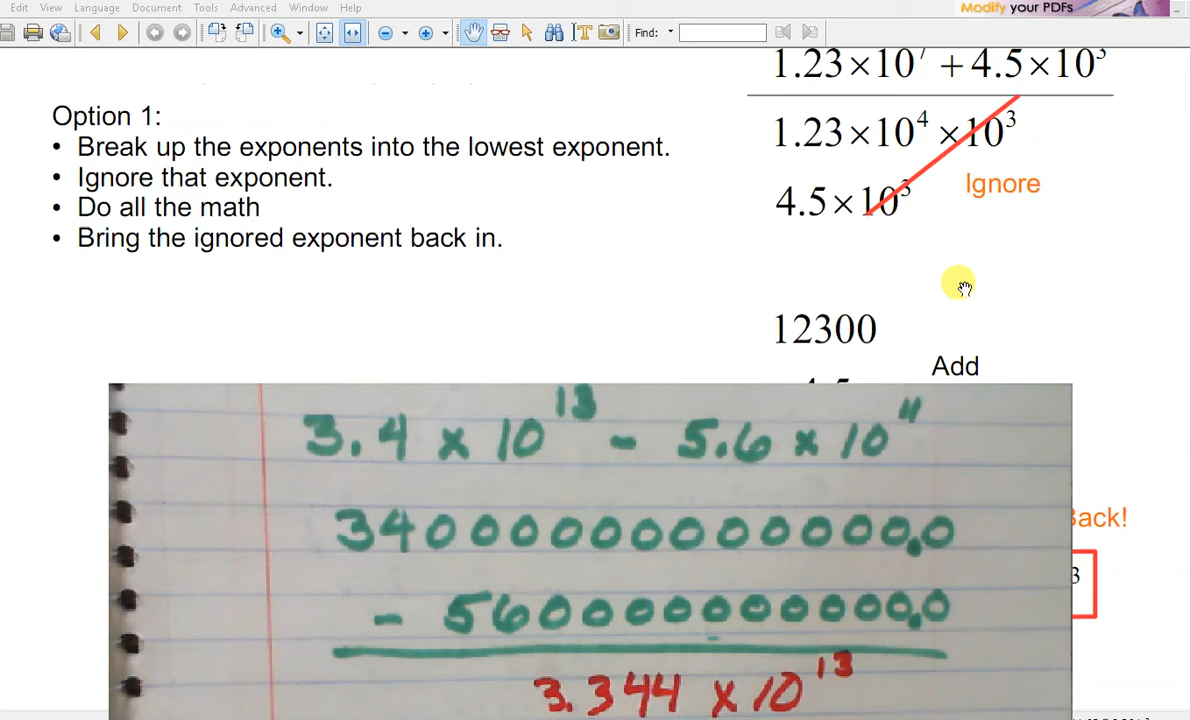 Edit View Language Document Tools Advanced Window Help
Modify your PDFs
Find:
1.23×10⁷ + 4.5×10³
Option 1:
1.23×10⁴ ×10³
• Break up the exponents into the lowest exponent.
• Ignore that exponent.
Ignore
4.5×10³
• Do all the math
• Bring the ignored exponent back in.
12300
Add
3.4 x 10¹³ - 5.6 x 10¹¹
34000000000000.0
Back!
- 560000000000.0
3
3.344 x 10¹³